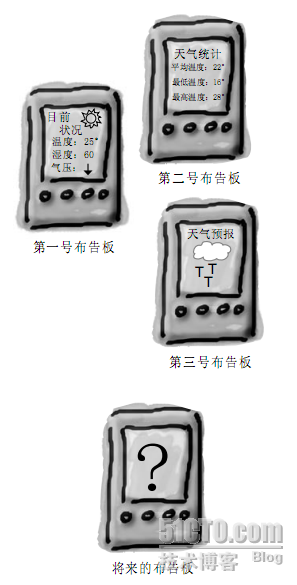 目前
状况
温度：25°
湿度：60
气压：↓
第一号布告板
天气统计
平均温度：22°
最低温度：16°
最高温度：28°
第二号布告板
天气预报
T T
T
第三号布告板
?
将来的布告板
51CTO.com
技术博客 Blog